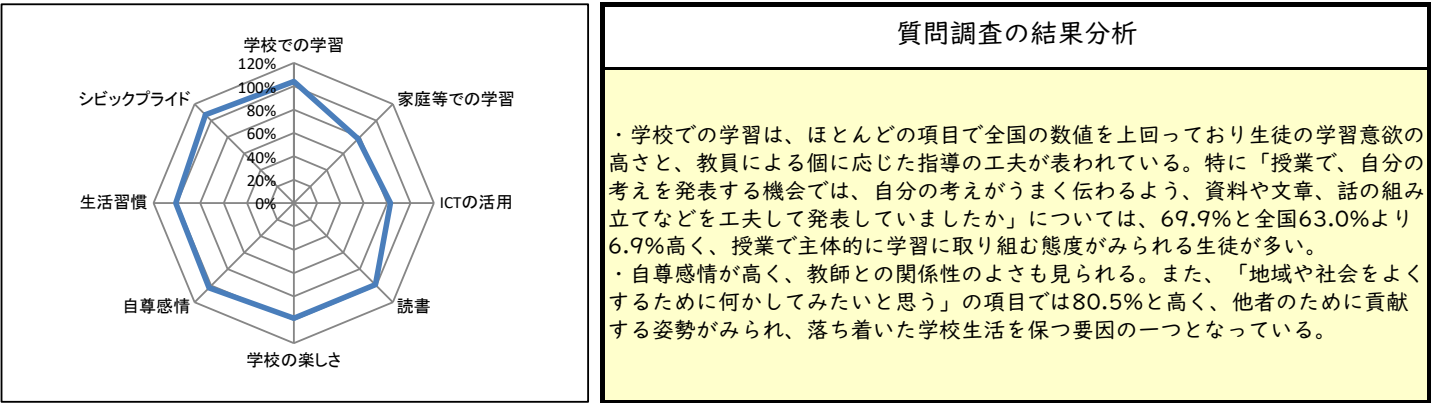 学校での学習
120%
100%
80%
60%
40%
20%
0%
家庭等での学習
ICTの活用
読書
学校の楽しさ
自尊感情
生活習慣
シビックプライド
質問調査の結果分析
・学校での学習は、ほとんどの項目で全国の数値を上回っており生徒の学習意欲の
高さと、教員による個に応じた指導の工夫が表われている。特に「授業で、自分の
考えを発表する機会では、自分の考えがうまく伝わるよう、資料や文章、話の組み
立てなどを工夫して発表していましたか」については、69.9%と全国63.0%より
6.9%高く、授業で主体的に学習に取り組む態度がみられる生徒が多い。
・自尊感情が高く、教師との関係性のよさも見られる。また、「地域や社会をよく
するために何かしてみたいと思う」の項目では80.5%と高く、他者のために貢献
する姿勢がみられ、落ち着いた学校生活を保つ要因の一つとなっている。